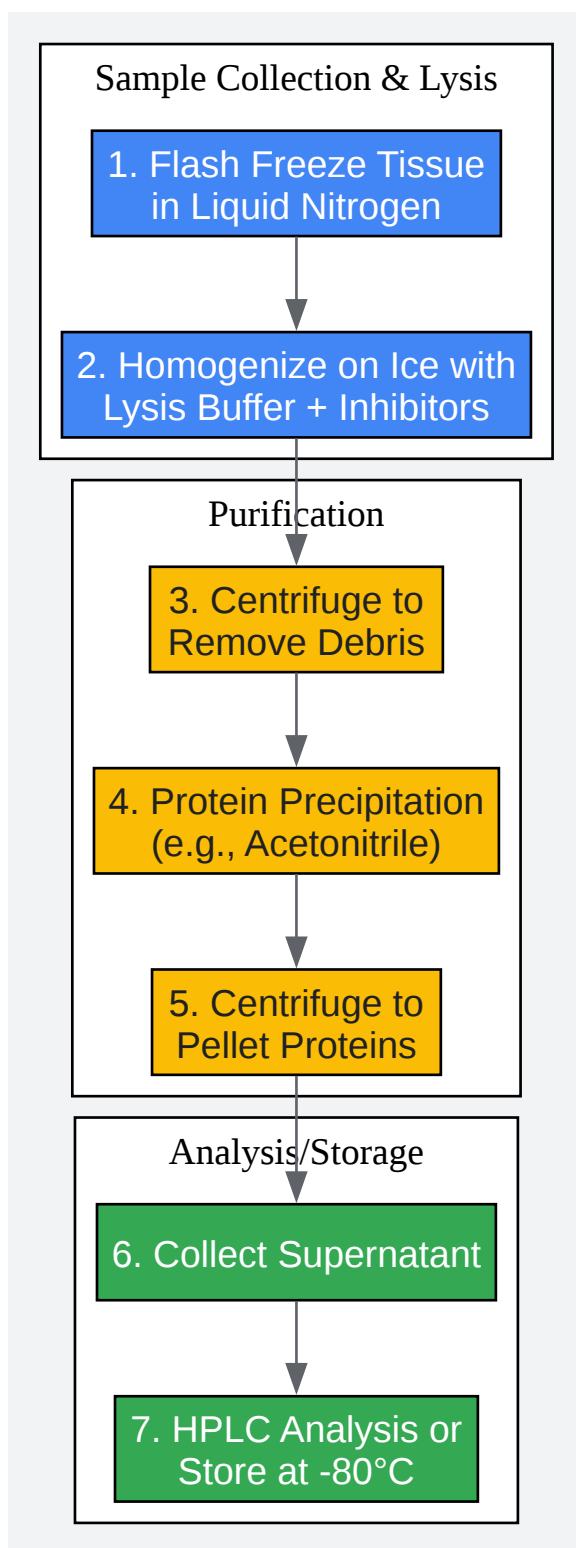 Sample Collection & Lysis
1. Flash Freeze Tissue
in Liquid Nitrogen
2. Homogenize on Ice with
Lysis Buffer + Inhibitors
Purification
3. Centrifuge to
Remove Debris
4. Protein Precipitation
(e.g., Acetonitrile)
5. Centrifuge to
Pellet Proteins
Analysis/Storage
6. Collect Supernatant
7. HPLC Analysis or
Store at -80°C